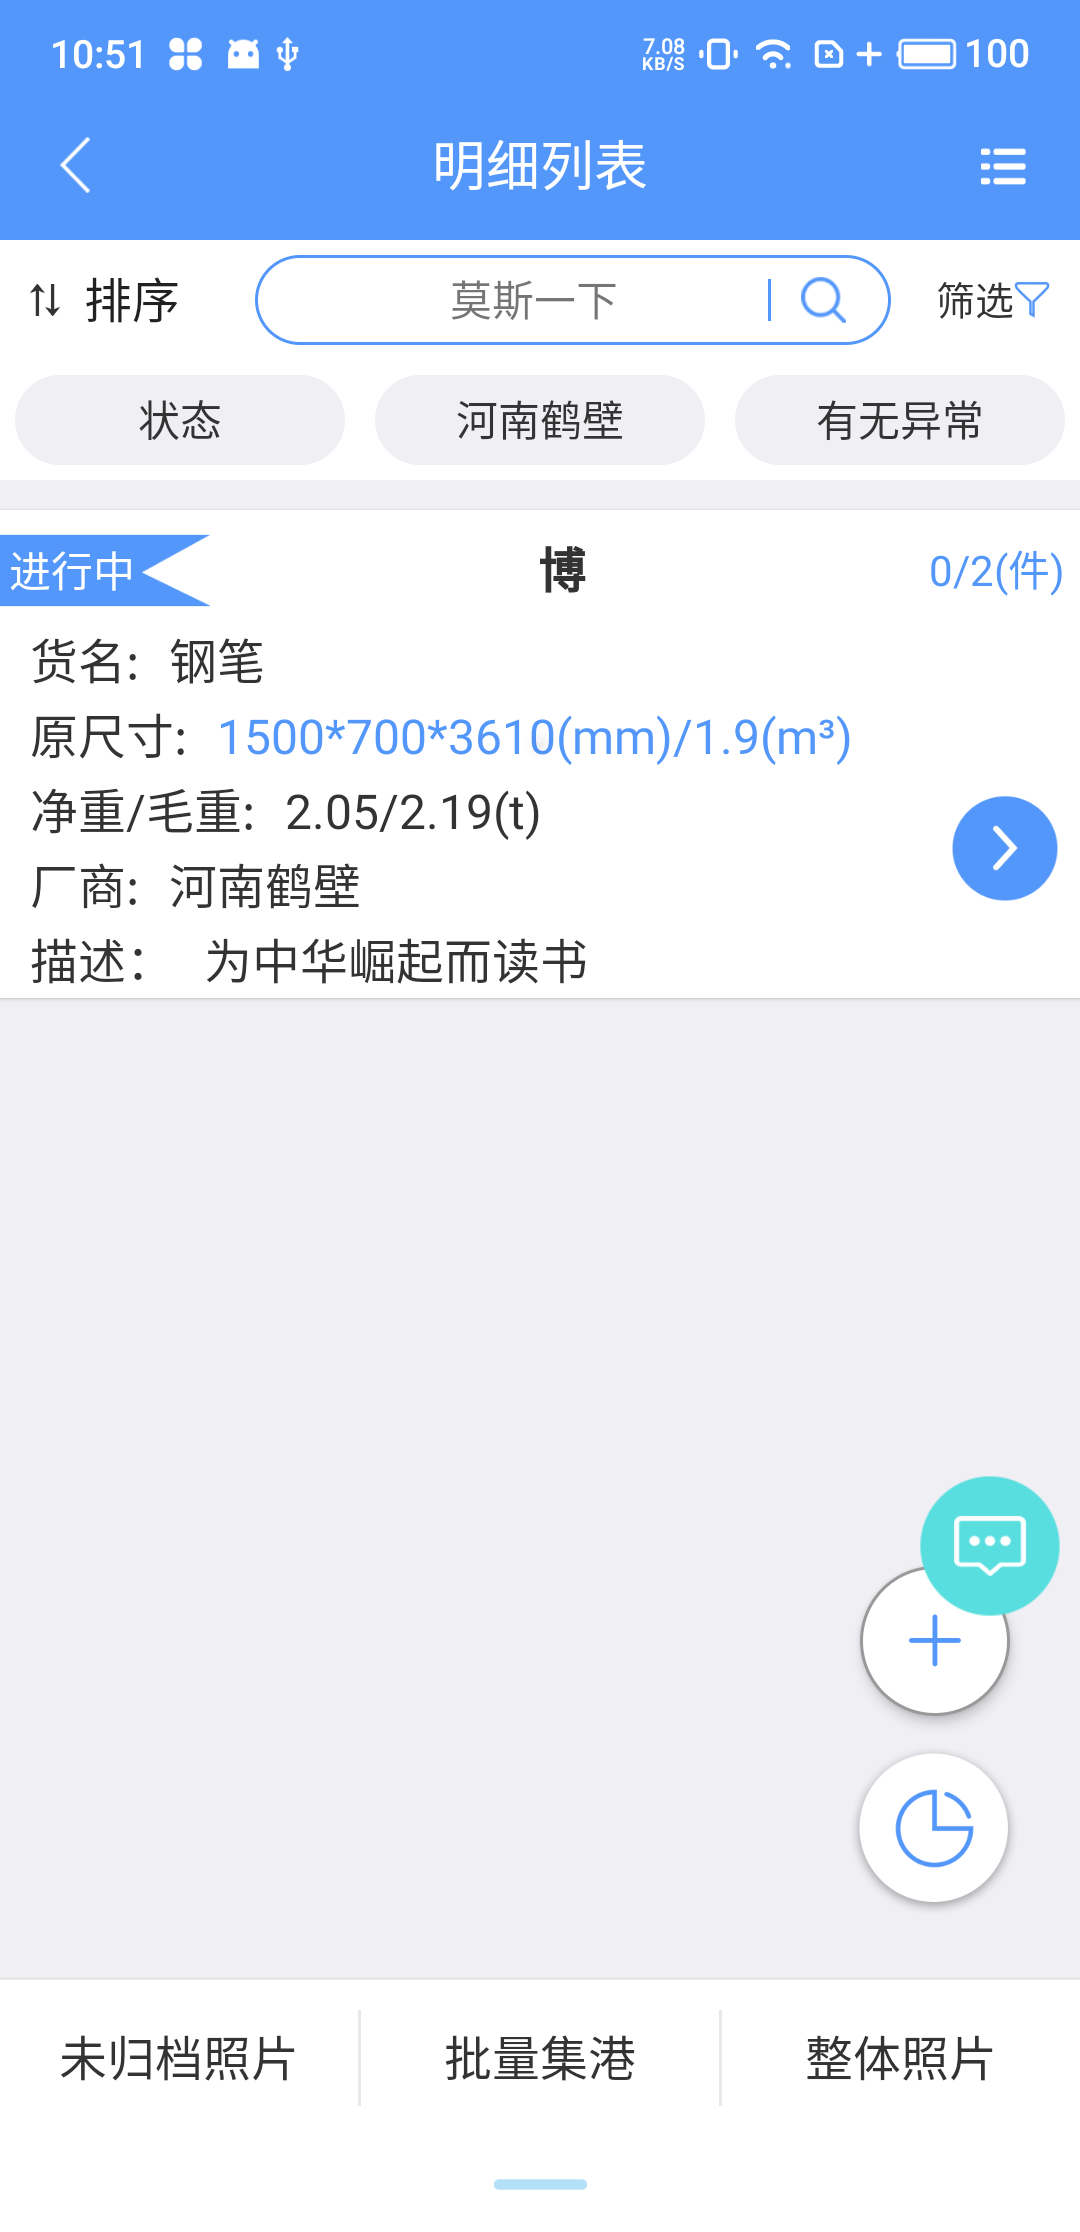 10:51 7.08 KB/S 100
明细列表
排序 莫斯一下 筛选
状态 河南鹤壁 有无异常
进行中 博 0/2(件)
货名: 钢笔
原尺寸: 1500*700*3610(mm)/1.9(m³)
净重/毛重: 2.05/2.19(t)
厂商: 河南鹤壁
描述： 为中华崛起而读书
未归档照片 批量集港 整体照片